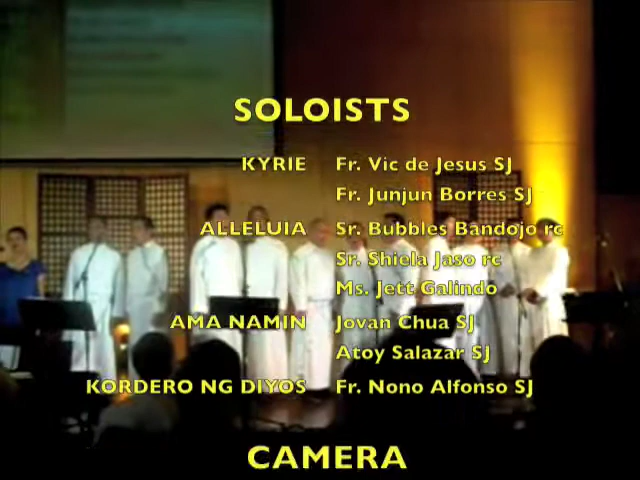 SOLOISTS
KYRIE Fr. Vic de Jesus SJ
Fr. Junjun Borres SJ
ALLELUIA Sr. Bubbles Bandojo rc
Sr. Shiela Jaso rc
Ms. Jett Galindo
AMA NAMIN Jovan Chua SJ
Atoy Salazar SJ
KORDERO NG DIYOS Fr. Nono Alfonso SJ
CAMERA